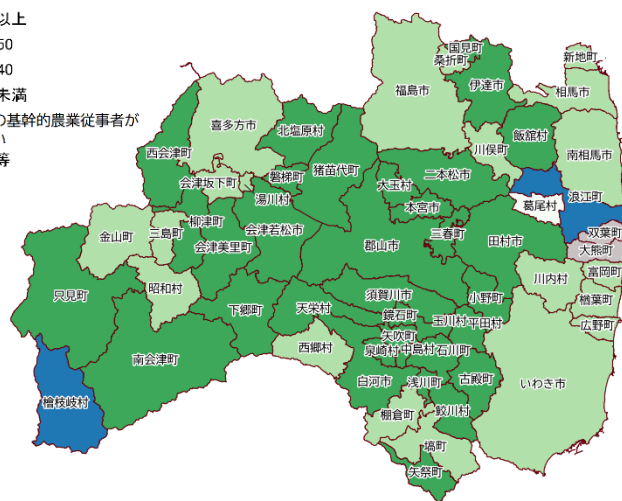 以上
50
40
未満
の基幹的農業従事者が
い
等
国見町
桑折町
新地町
伊達市
相馬市
福島市
喜多方市
北塩原村
川俣町
飯舘村
南相馬市
西会津町
猪苗代町
二本松市
会津坂下町
磐梯町
大玉村
浪江町
湯川村
本宮市
葛尾村
柳津町
双葉町
金山町
三島町
会津若松市
三春町
田村市
大熊町
会津美里町
郡山市
川内村
富岡町
昭和村
只見町
須賀川市
小野町
楢葉町
下郷町
天栄村
鏡石町
玉川村
平田村
広野町
矢吹町
西郷村
泉崎村
中島村
石川町
南会津町
白河市
浅川町
古殿町
いわき市
檜枝岐村
棚倉町
鮫川村
塙町
矢祭町